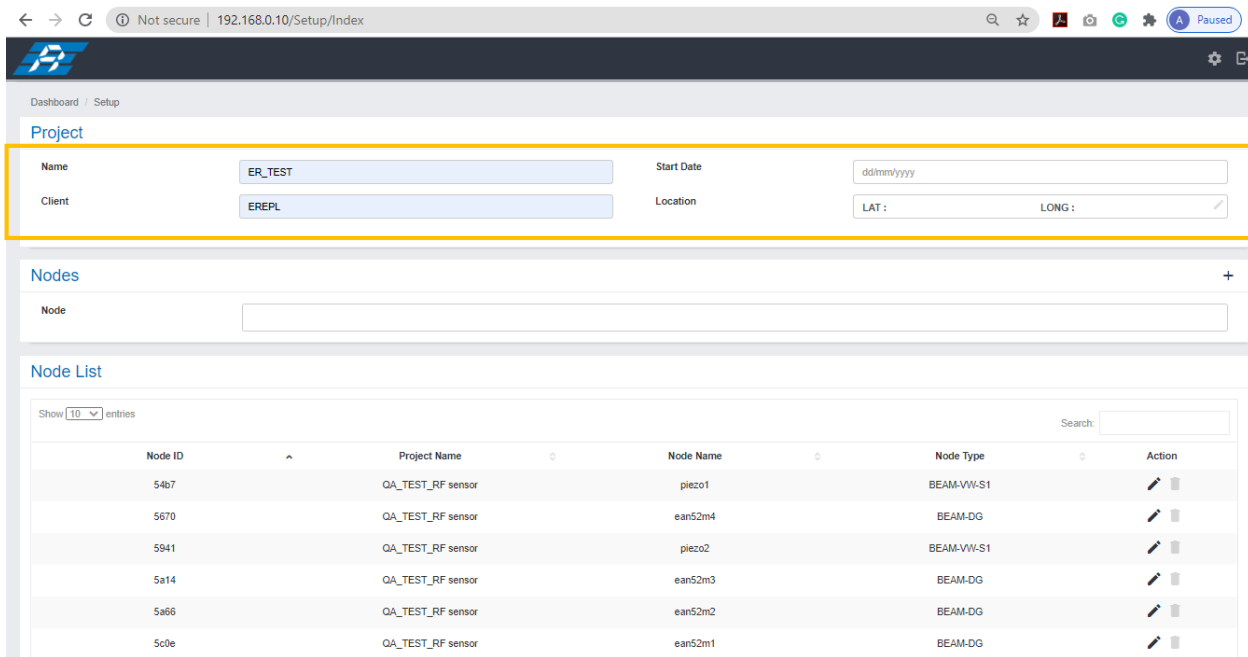 Not secure | 192.168.0.10/Setup/Index A Paused
Dashboard / Setup
Project
Name ER_TEST Start Date dd/mm/yyyy
Client EREPL Location LAT : LONG :
Nodes +
Node
Node List
Show 10 entries
Search:
Node ID Project Name Node Name Node Type Action
54b7 QA_TEST_RF sensor piezo1 BEAM-VW-S1
5670 QA_TEST_RF sensor ean52m4 BEAM-DG
5941 QA_TEST_RF sensor piezo2 BEAM-VW-S1
5a14 QA_TEST_RF sensor ean52m3 BEAM-DG
5a66 QA_TEST_RF sensor ean52m2 BEAM-DG
5c0e QA_TEST_RF sensor ean52m1 BEAM-DG